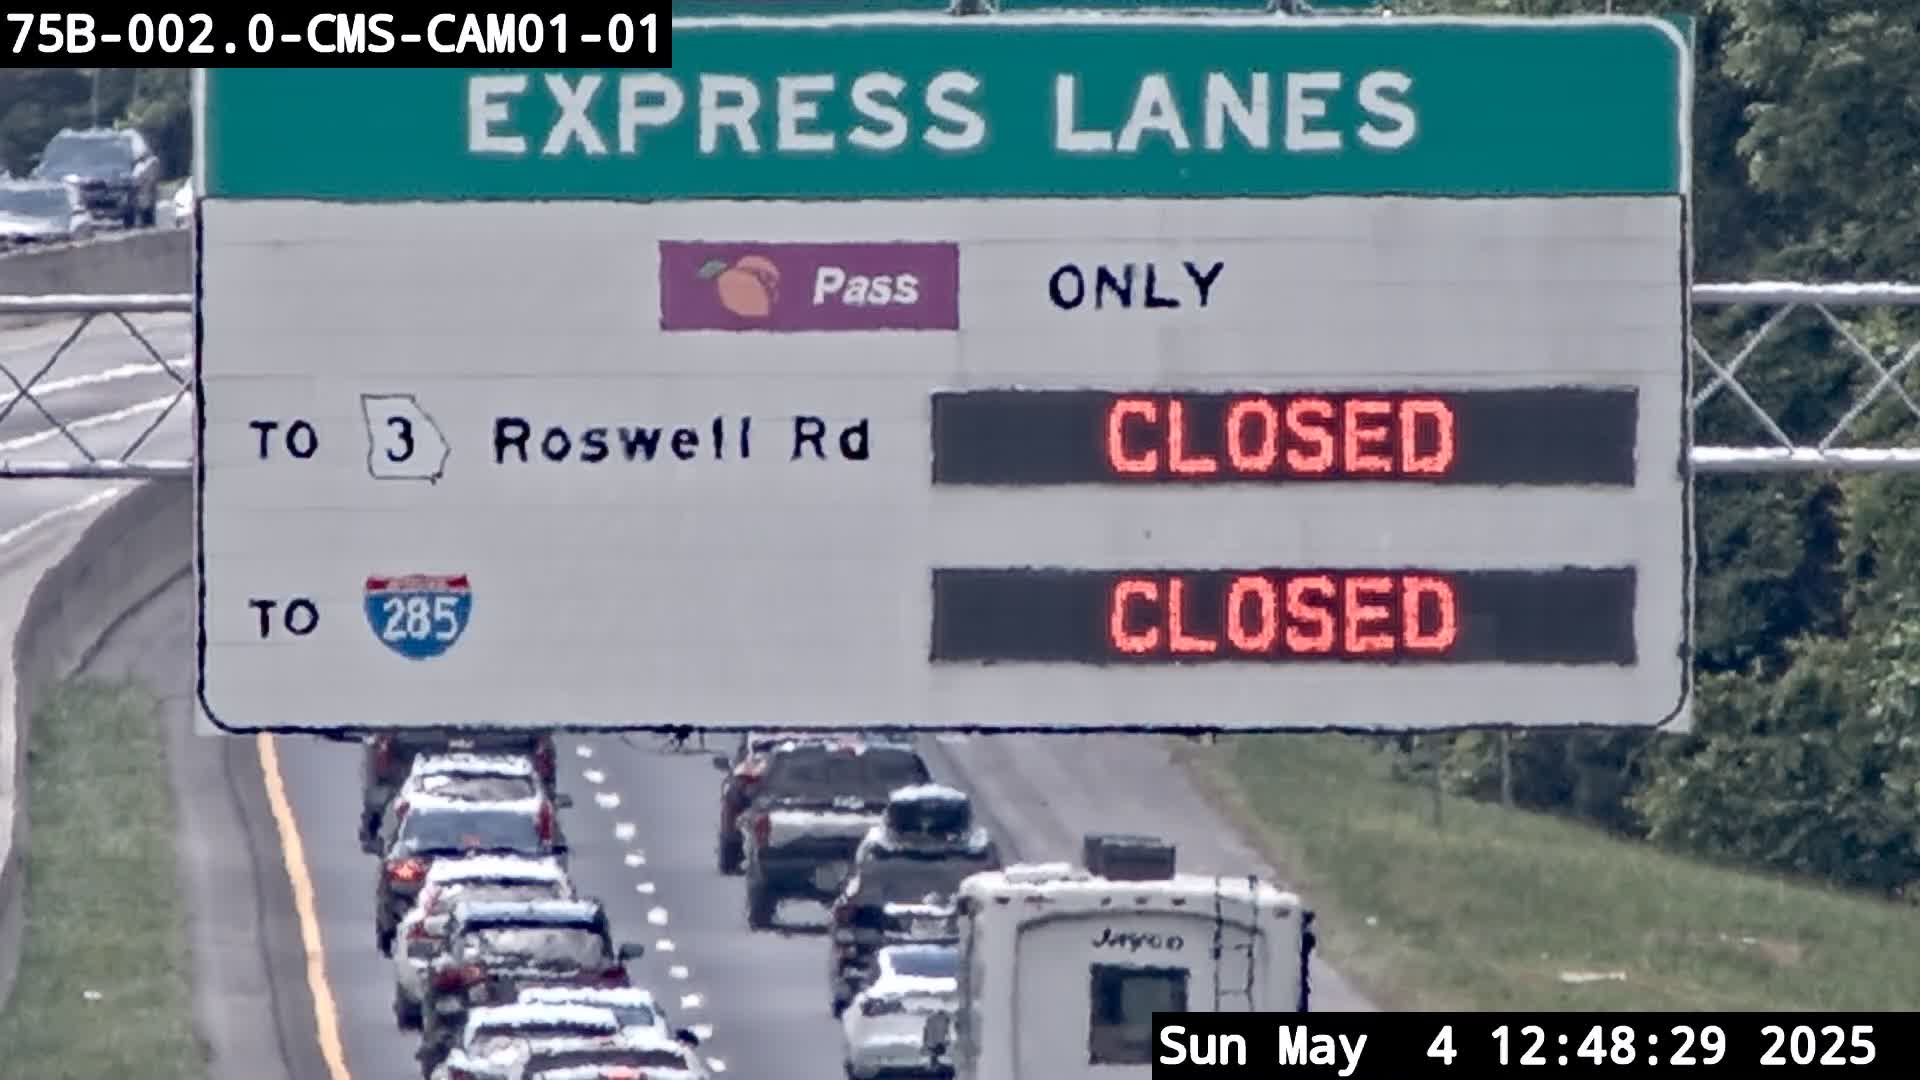 75B-002.0-CMS-CAM01-01
EXPRESS LANES
Pass ONLY
TO 3 Roswell Rd CLOSED
TO 285 CLOSED
Jayco
Sun May 4 12:48:29 2025